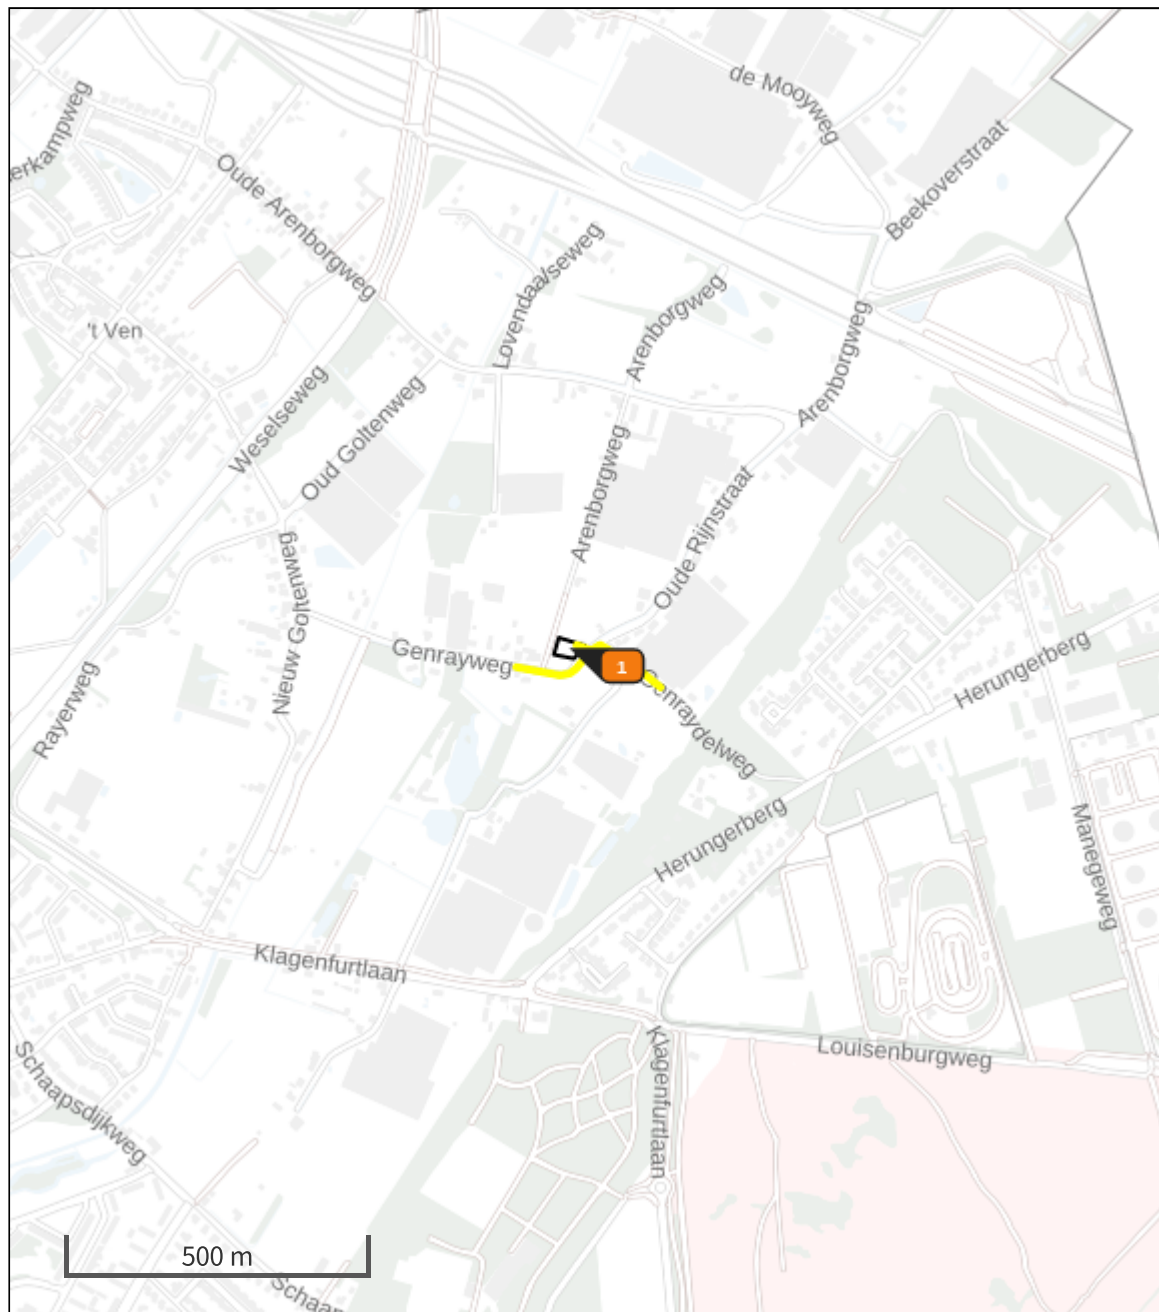 de Mooyweg
erkampweg
Beekoverstraat
Oude Arenborgweg
Lovendaalseweg
Arenborgweg
't Ven
Arenborgweg
Weselseweg
Oud Goltenweg
Arenborgweg
Oude Rijnstraat
Nieuw Goltenweg
Genrayweg
1
Herungerberg
Rayerweg
Genraydelweg
Herungerberg
Manegeweg
Klagenfurtlaan
Louisenburgweg
Schaapsdijkweg
Klagenfurtlaan
500 m
Schaap